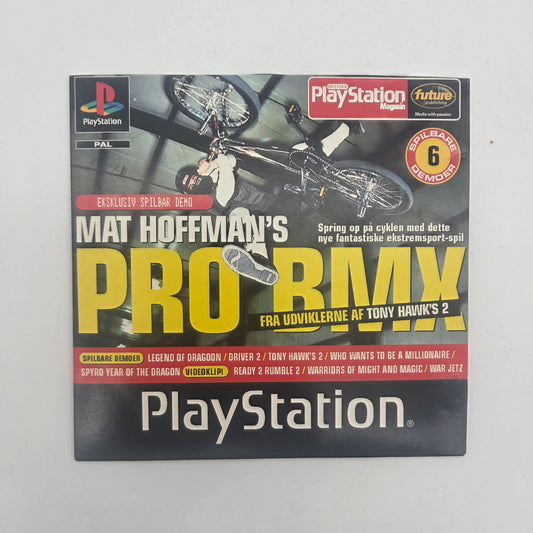 PlayStation
PAL
PlayStation
Magasin
future
publishing
Media with passion
SPILBARE
6
DEMOER
EKSKLUSIV SPILBAR DEMO
MAT HOFFMAN'S
Spring op på cyklen med dette
nye fantastiske ekstremsport-spil
PRO BMX
FRA UDVIKLERNE AF TONY HAWK'S 2
SPILBARE DEMOER LEGEND OF DRAGOON / DRIVER 2 / TONY HAWK'S 2 / WHO WANTS TO BE A MILLIONAIRE /
SPYRO YEAR OF THE DRAGON VIDEOKLIP! READY 2 RUMBLE 2 / WARRIORS OF MIGHT AND MAGIC / WAR JETZ
PlayStation®